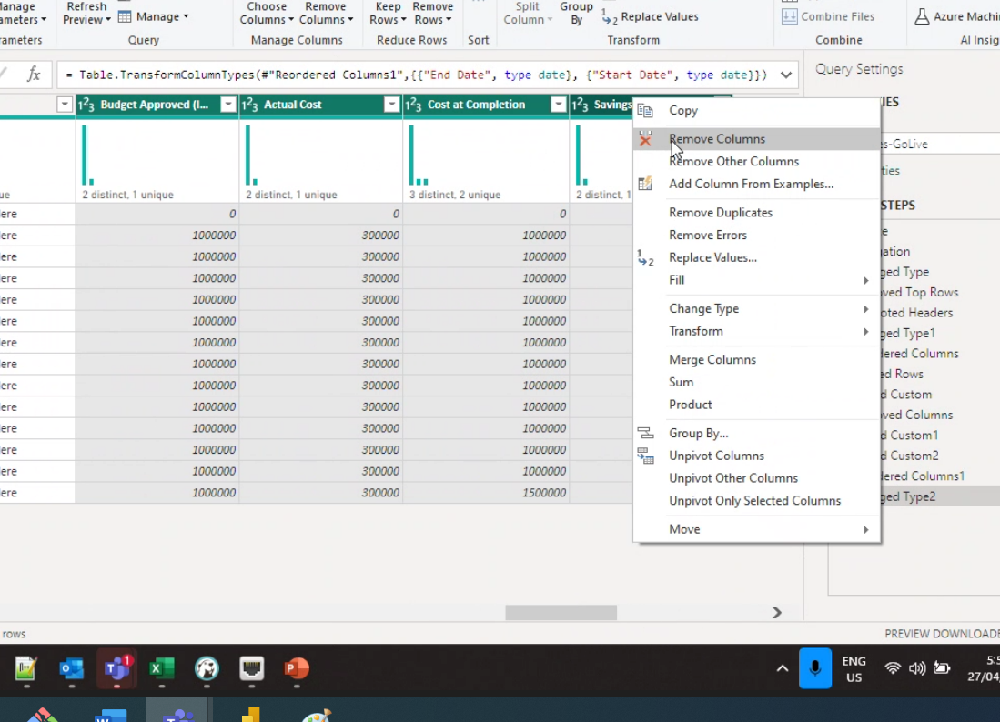 Manage
Parameters
Refresh
Preview
Manage
Query
Choose
Columns
Remove
Columns
Manage Columns
Keep
Rows
Remove
Rows
Reduce Rows
Sort
Split
Column
Group
By
1 2 Replace Values
Transform
Combine Files
Combine
Azure Machi
AI Insig
fx
= Table.TransformColumnTypes(#"Reordered Columns1",{{"End Date", type date}, {"Start Date", type date}})
Query Settings
123 Budget Approved (I...
123 Actual Cost
123 Cost at Completion
123 Savings
2 distinct, 1 unique
2 distinct, 1 unique
3 distinct, 2 unique
2 distinct, 1
ere 0 0 0
ere 1000000 300000 1000000
ere 1000000 300000 1000000
ere 1000000 300000 1000000
ere 1000000 300000 1000000
ere 1000000 300000 1000000
ere 1000000 300000 1000000
ere 1000000 300000 1000000
ere 1000000 300000 1000000
ere 1000000 300000 1000000
ere 1000000 300000 1000000
ere 1000000 300000 1000000
ere 1000000 300000 1000000
ere 1000000 300000 1500000
Copy
Remove Columns
Remove Other Columns
Add Column From Examples...
Remove Duplicates
Remove Errors
Replace Values...
Fill
Change Type
Transform
Merge Columns
Sum
Product
Group By...
Unpivot Columns
Unpivot Other Columns
Unpivot Only Selected Columns
Move
IES
es-GoLive
ties
STEPS
e
ation
ged Type
ved Top Rows
oted Headers
ged Type1
dered Columns
ed Rows
d Custom
ved Columns
d Custom1
d Custom2
dered Columns1
ged Type2
rows
PREVIEW DOWNLOADE
ENG
US
5:5
27/04